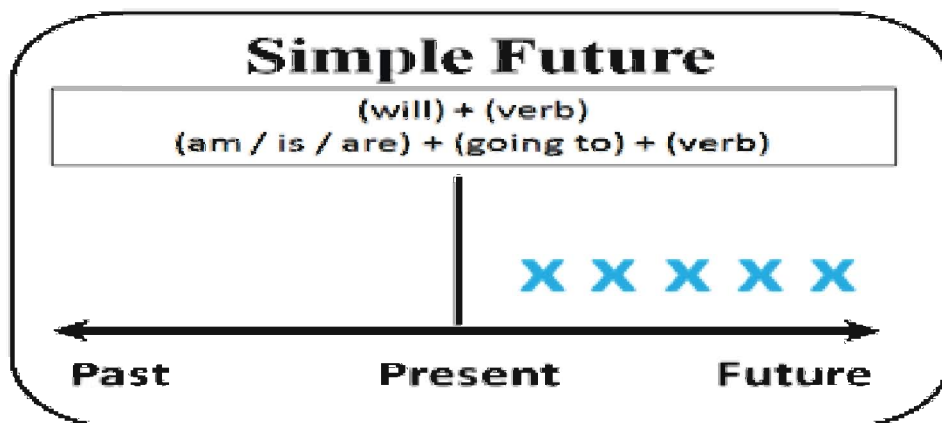 Simple Future
(will) + (verb)
(am / is / are) + (going to) + (verb)
x x x x x
Past Present Future